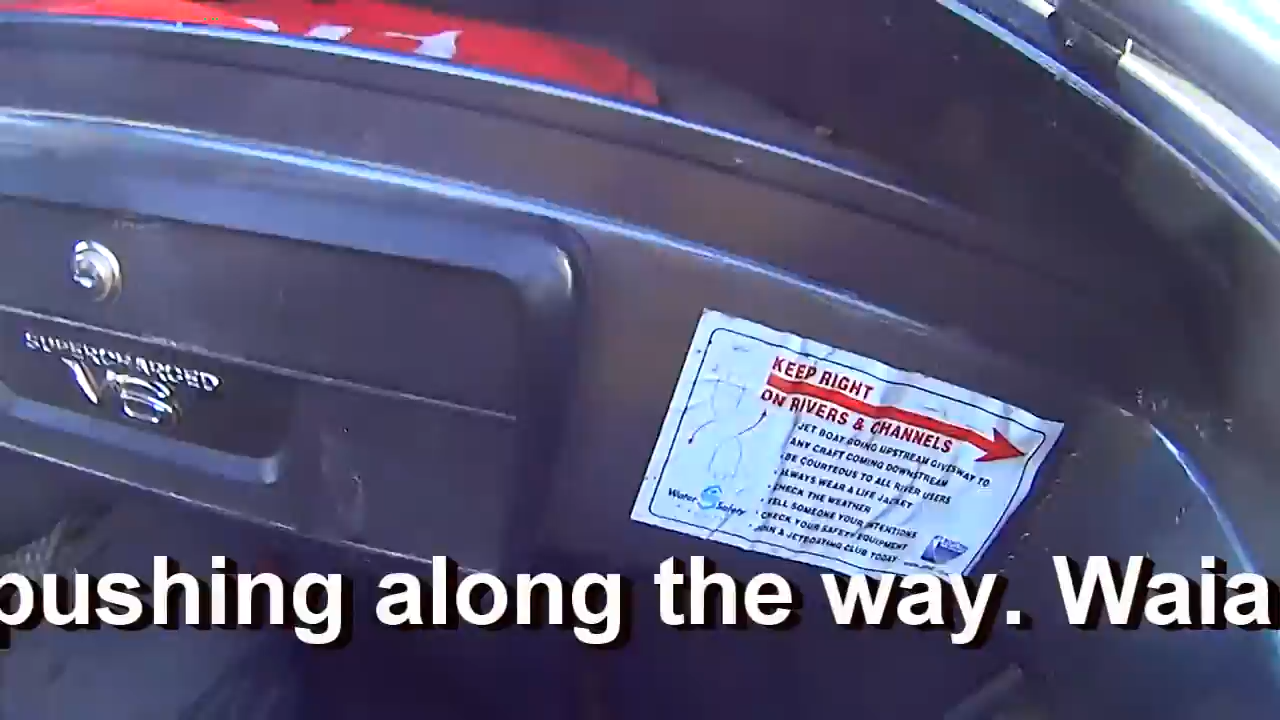 SUPERCHARGED
V6
KEEP RIGHT
ON RIVERS & CHANNELS
• JET BOAT GOING UPSTREAM GIVESWAY TO
ANY CRAFT COMING DOWNSTREAM
• BE COURTEOUS TO ALL RIVER USERS
• ALWAYS WEAR A LIFE JACKET
• CHECK THE WEATHER
• TELL SOMEONE YOUR INTENTIONS
• CHECK YOUR SAFETY EQUIPMENT
• JOIN A JETBOATING CLUB TODAY
Water Safety
pushing along the way. Waia